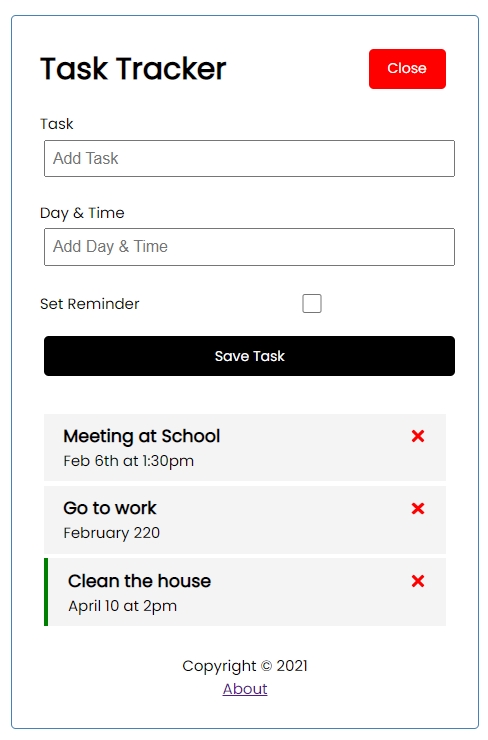 Task Tracker
Close
Task
Add Task
Day & Time
Add Day & Time
Set Reminder
Save Task
Meeting at School
Feb 6th at 1:30pm
Go to work
February 220
Clean the house
April 10 at 2pm
Copyright © 2021
About